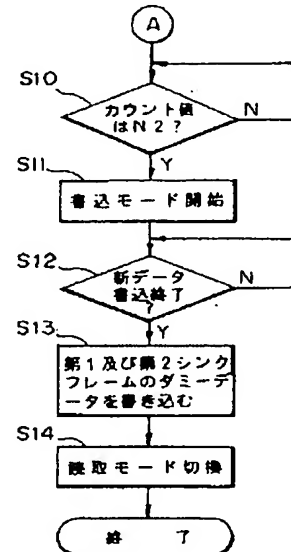 A
S10
カウント値
はN2?
N
Y
S11
書込モード開始
S12
新データ
書込終了
?
N
Y
S13
第1及び第2シンク
フレームのダミーデ
ータを書き込む
S14
読取モード切換
終了